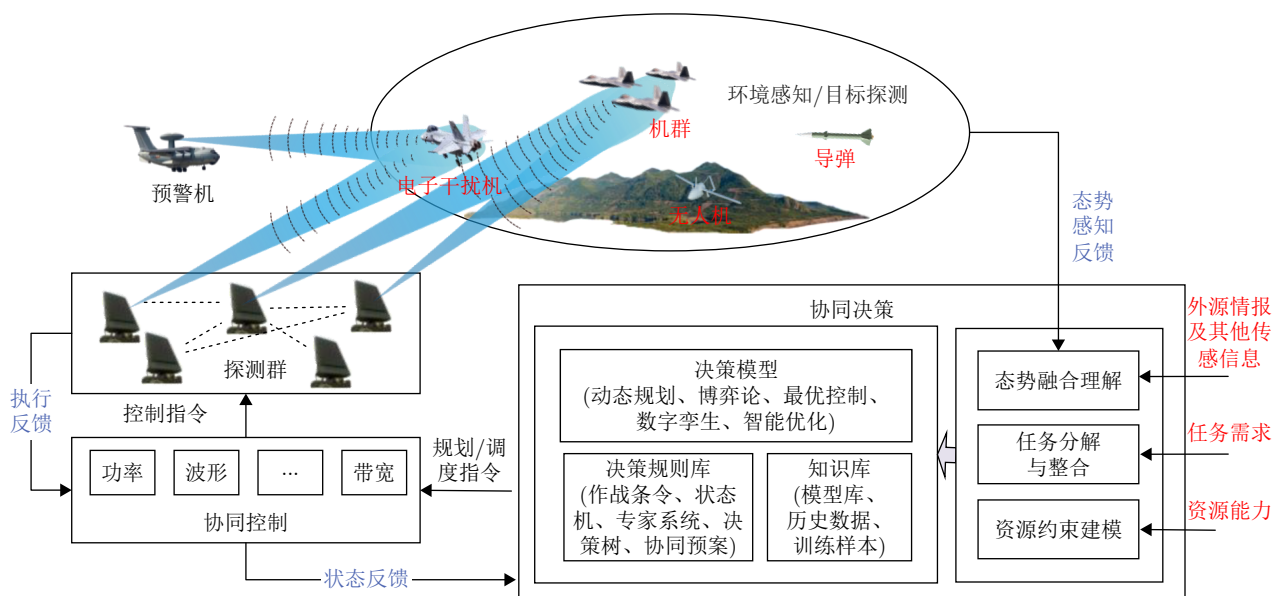 环境感知/目标探测
机群
导弹
预警机
电子干扰机
无人机
态势
感知
反馈
探测群
执行
反馈
控制指令
功率
波形
...
带宽
协同控制
规划/调
度指令
状态反馈
协同决策
决策模型
(动态规划、博弈论、最优控制、
数字孪生、智能优化)
决策规则库
(作战条令、状态
机、专家系统、决
策树、协同预案)
知识库
(模型库、
历史数据、
训练样本)
态势融合理解
任务分解
与整合
资源约束建模
外源情报
及其他传
感信息
任务需求
资源能力